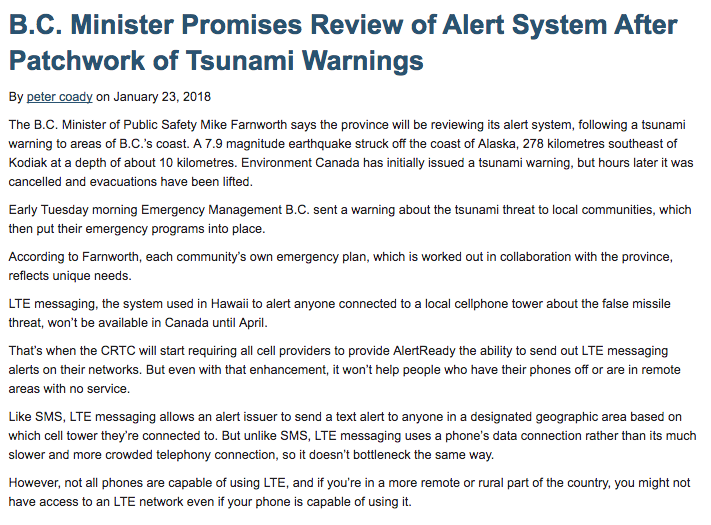 B.C. Minister Promises Review of Alert System After
Patchwork of Tsunami Warnings
By peter coady on January 23, 2018
The B.C. Minister of Public Safety Mike Farnworth says the province will be reviewing its alert system, following a tsunami
warning to areas of B.C.'s coast. A 7.9 magnitude earthquake struck off the coast of Alaska, 278 kilometres southeast of
Kodiak at a depth of about 10 kilometres. Environment Canada has initially issued a tsunami warning, but hours later it was
cancelled and evacuations have been lifted.
Early Tuesday morning Emergency Management B.C. sent a warning about the tsunami threat to local communities, which
then put their emergency programs into place.
According to Farnworth, each community's own emergency plan, which is worked out in collaboration with the province,
reflects unique needs.
LTE messaging, the system used in Hawaii to alert anyone connected to a local cellphone tower about the false missile
threat, won't be available in Canada until April.
That's when the CRTC will start requiring all cell providers to provide AlertReady the ability to send out LTE messaging
alerts on their networks. But even with that enhancement, it won't help people who have their phones off or are in remote
areas with no service.
Like SMS, LTE messaging allows an alert issuer to send a text alert to anyone in a designated geographic area based on
which cell tower they're connected to. But unlike SMS, LTE messaging uses a phone's data connection rather than its much
slower and more crowded telephony connection, so it doesn't bottleneck the same way.
However, not all phones are capable of using LTE, and if you're in a more remote or rural part of the country, you might not
have access to an LTE network even if your phone is capable of using it.